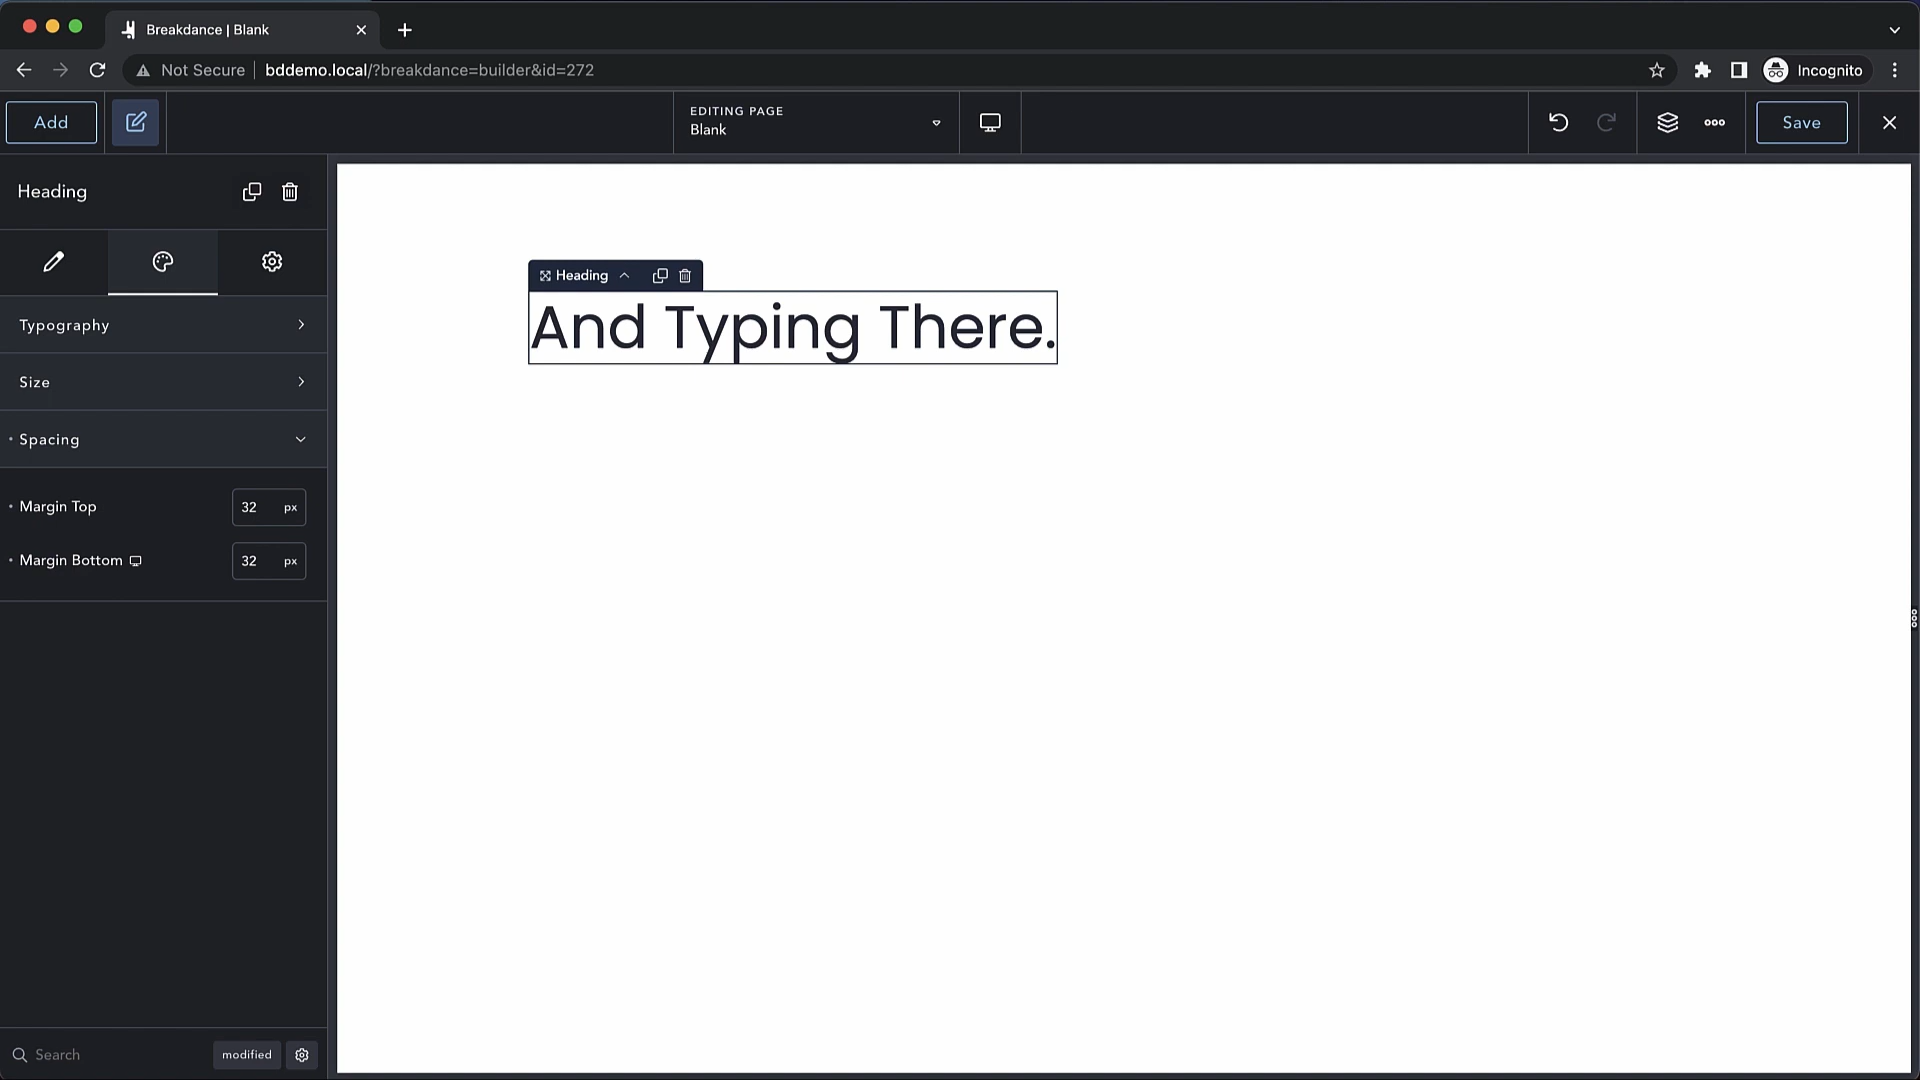 Breakdance | Blank
Not Secure bddemo.local/?breakdance=builder&id=272
Incognito
Add
EDITING PAGE
Blank
Save
Heading
Typography
Size
Spacing
Margin Top 32 px
Margin Bottom 32 px
Heading
And Typing There.
Search
modified